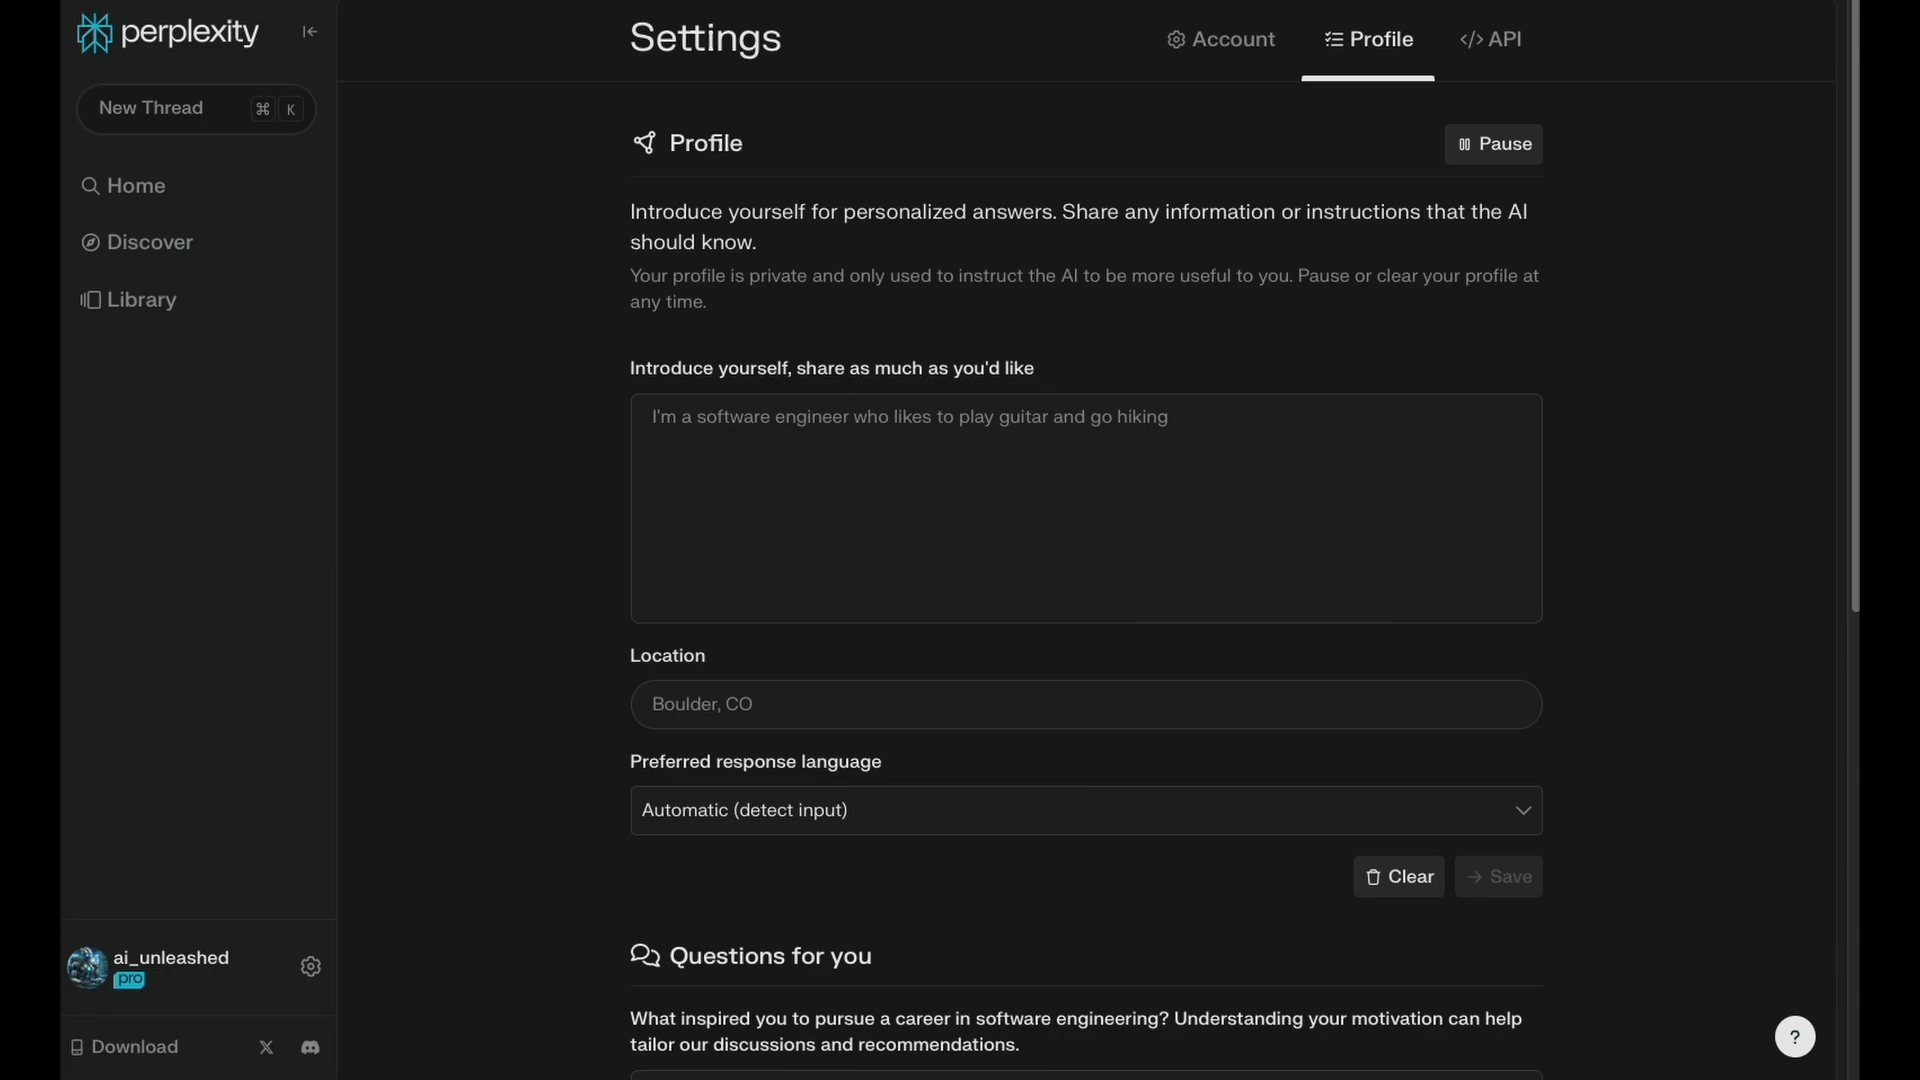 perplexity
New Thread ⌘ K
Home
Discover
Library
ai_unleashed
pro
Download
Settings
Account
Profile
</> API
Profile
Pause
Introduce yourself for personalized answers. Share any information or instructions that the AI
should know.
Your profile is private and only used to instruct the AI to be more useful to you. Pause or clear your profile at
any time.
Introduce yourself, share as much as you'd like
I'm a software engineer who likes to play guitar and go hiking
Location
Boulder, CO
Preferred response language
Automatic (detect input)
Clear
Save
Questions for you
What inspired you to pursue a career in software engineering? Understanding your motivation can help
tailor our discussions and recommendations.
?